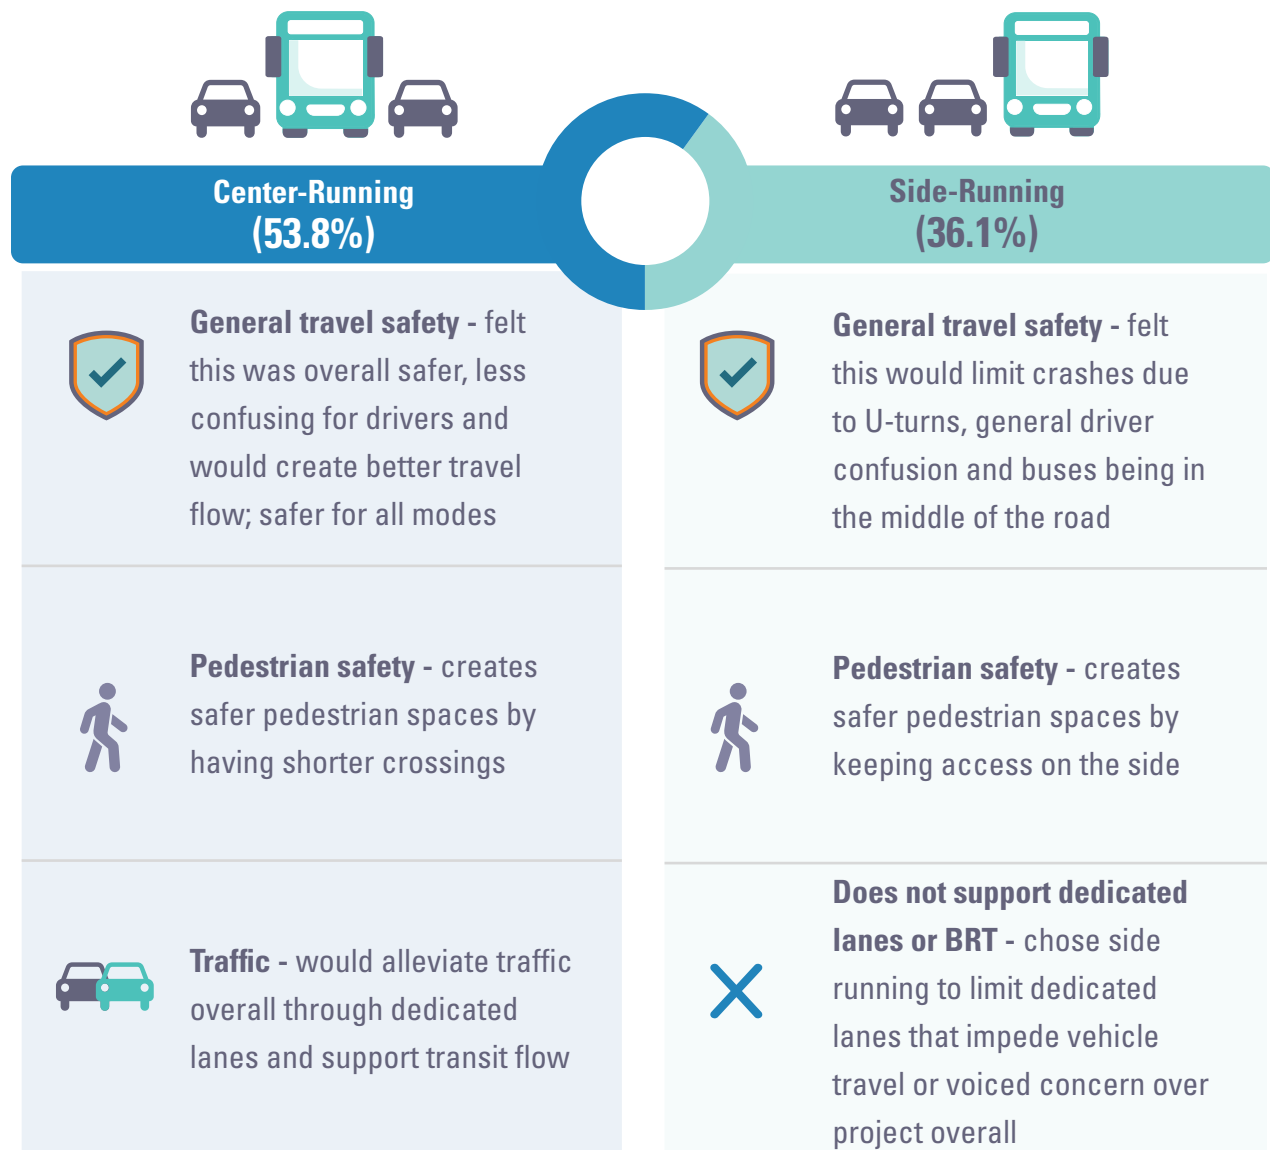 Center-Running
(53.8%)
General travel safety - felt
this was overall safer, less
confusing for drivers and
would create better travel
flow; safer for all modes
Pedestrian safety - creates
safer pedestrian spaces by
having shorter crossings
Traffic - would alleviate traffic
overall through dedicated
lanes and support transit flow
Side-Running
(36.1%)
General travel safety - felt
this would limit crashes due
to U-turns, general driver
confusion and buses being in
the middle of the road
Pedestrian safety - creates
safer pedestrian spaces by
keeping access on the side
Does not support dedicated
lanes or BRT - chose side
running to limit dedicated
lanes that impede vehicle
travel or voiced concern over
project overall